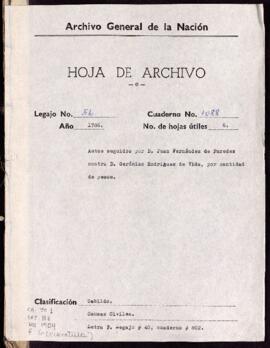 Archivo General de la Nación
HOJA DE ARCHIVO
Legajo No. 56 Cuaderno No. 1088
Año 1786. No. de hojas útiles 6.
Autos seguidos por D. Juan Fernández de Paredes
contra D. Gerónimo Rodríguez de Vida, por cantidad
de pesos.
Clasificación Cabildo.
Causas Civiles.
Letra F. Legajo # 40, cuaderno # 602.